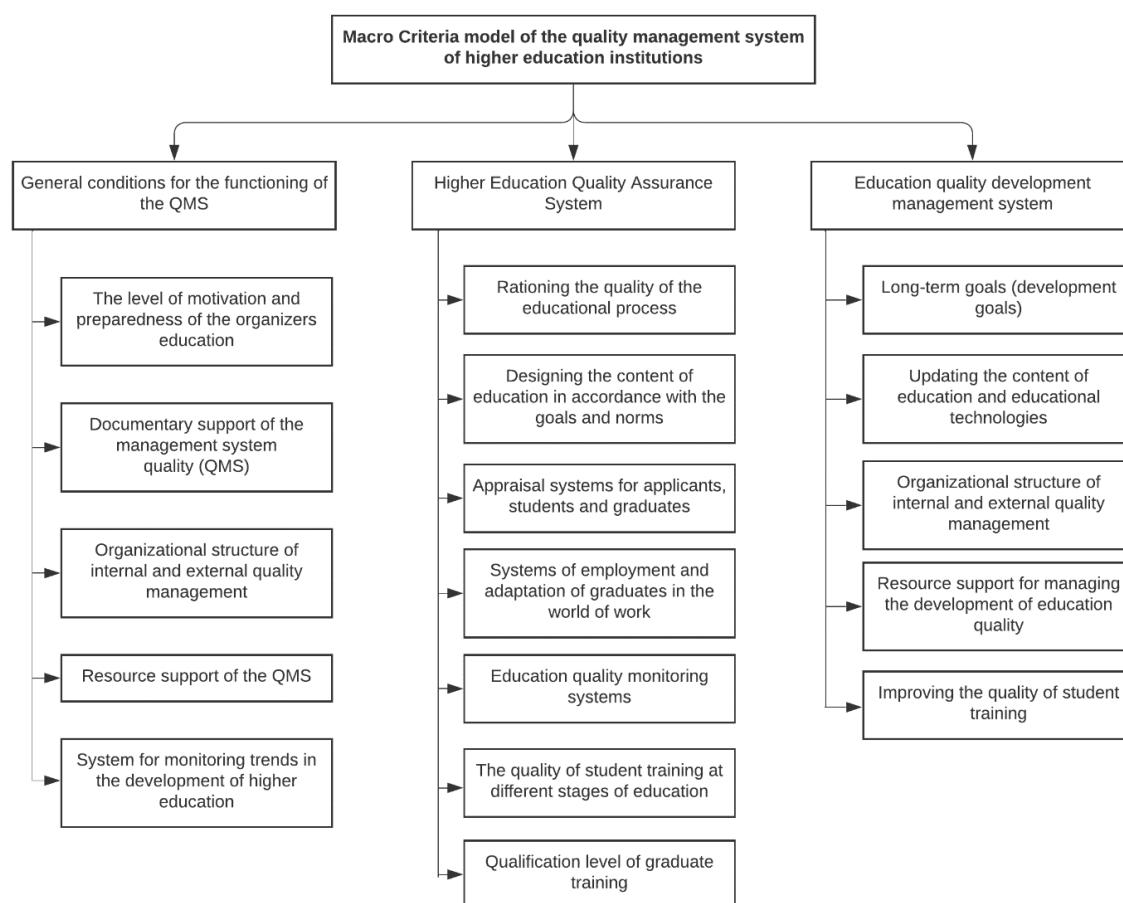 Macro Criteria model of the quality management system
of higher education institutions
General conditions for the functioning of
the QMS
The level of motivation and
preparedness of the organizers
education
Documentary support of the
management system
quality (QMS)
Organizational structure of
internal and external quality
management
Resource support of the QMS
System for monitoring trends in
the development of higher
education
Higher Education Quality Assurance
System
Rationing the quality of the
educational process
Designing the content of
education in accordance with the
goals and norms
Appraisal systems for applicants,
students and graduates
Systems of employment and
adaptation of graduates in the
world of work
Education quality monitoring
systems
The quality of student training at
different stages of education
Qualification level of graduate
training
Education quality development
management system
Long-term goals (development
goals)
Updating the content of
education and educational
technologies
Organizational structure of
internal and external quality
management
Resource support for managing
the development of education
quality
Improving the quality of student
training